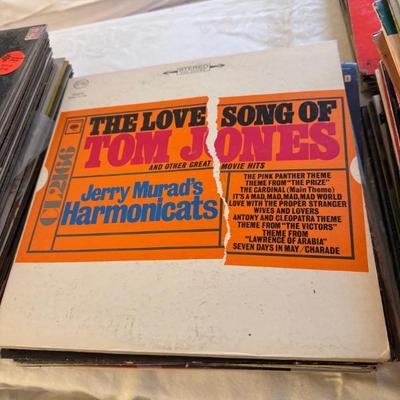 STEREO
THE LOVE SONG OF
TOM JONES
AND OTHER GREAT MOVIE HITS
Jerry Murad's
Harmonicats
CL2166
THE PINK PANTHER THEME
THEME FROM "THE PRIZE"
THE CARDINAL (Main Theme)
IT'S A MAD, MAD, MAD, MAD WORLD
LOVE WITH THE PROPER STRANGER
WIVES AND LOVERS
ANTONY AND CLEOPATRA THEME
THEME FROM "THE VICTORS"
THEME FROM
"LAWRENCE OF ARABIA"
SEVEN DAYS IN MAY/CHARADE